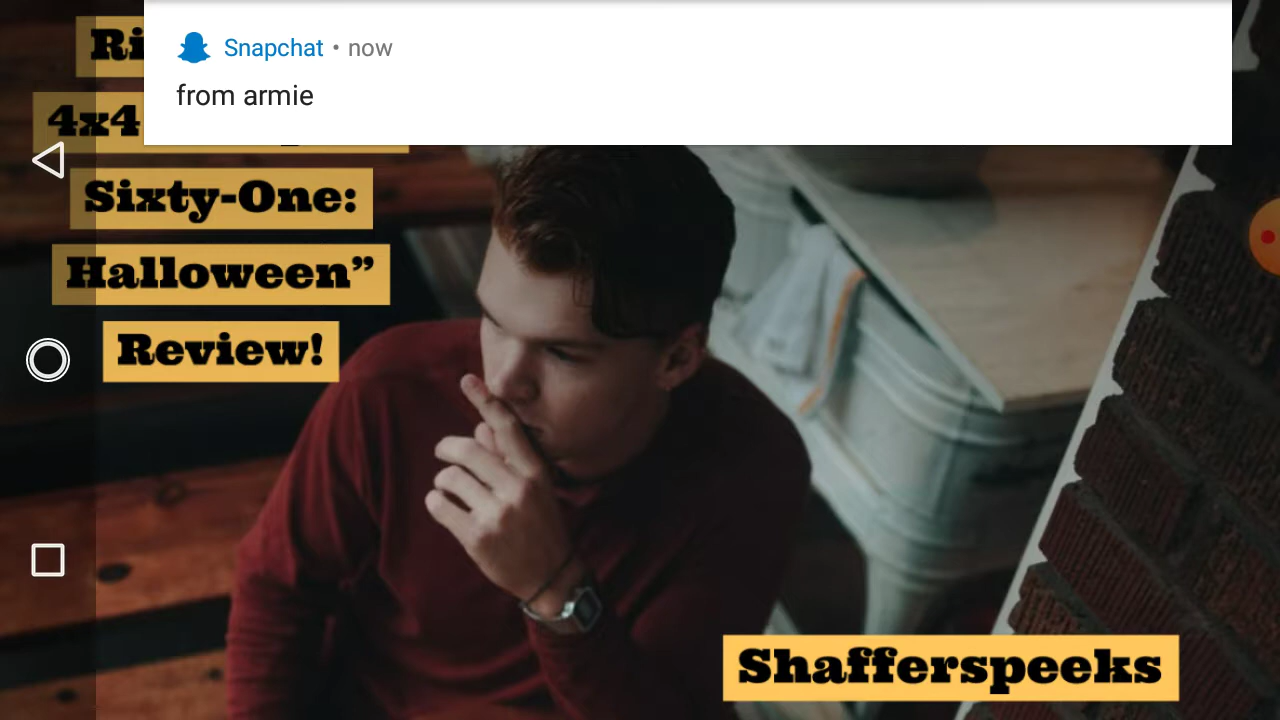 Snapchat • now
from armie
4x4
Sixty-One:
Halloween”
Review!
Shafferspeeks